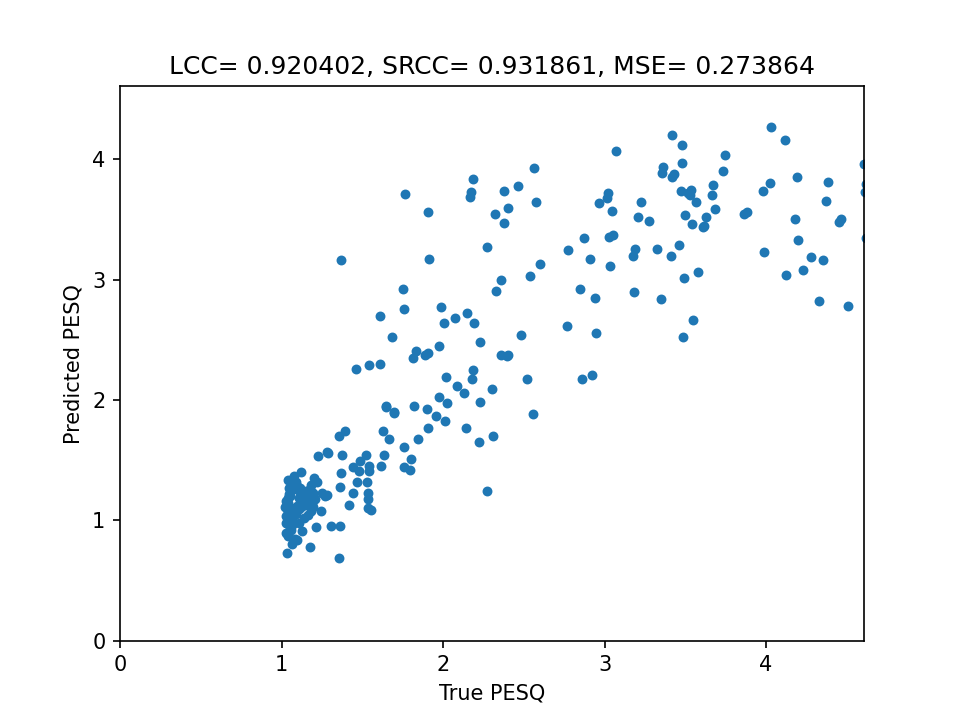 LCC= 0.920402, SRCC= 0.931861, MSE= 0.273864
4
3
2
1
0
Predicted PESQ
0 1 2 3 4
True PESQ